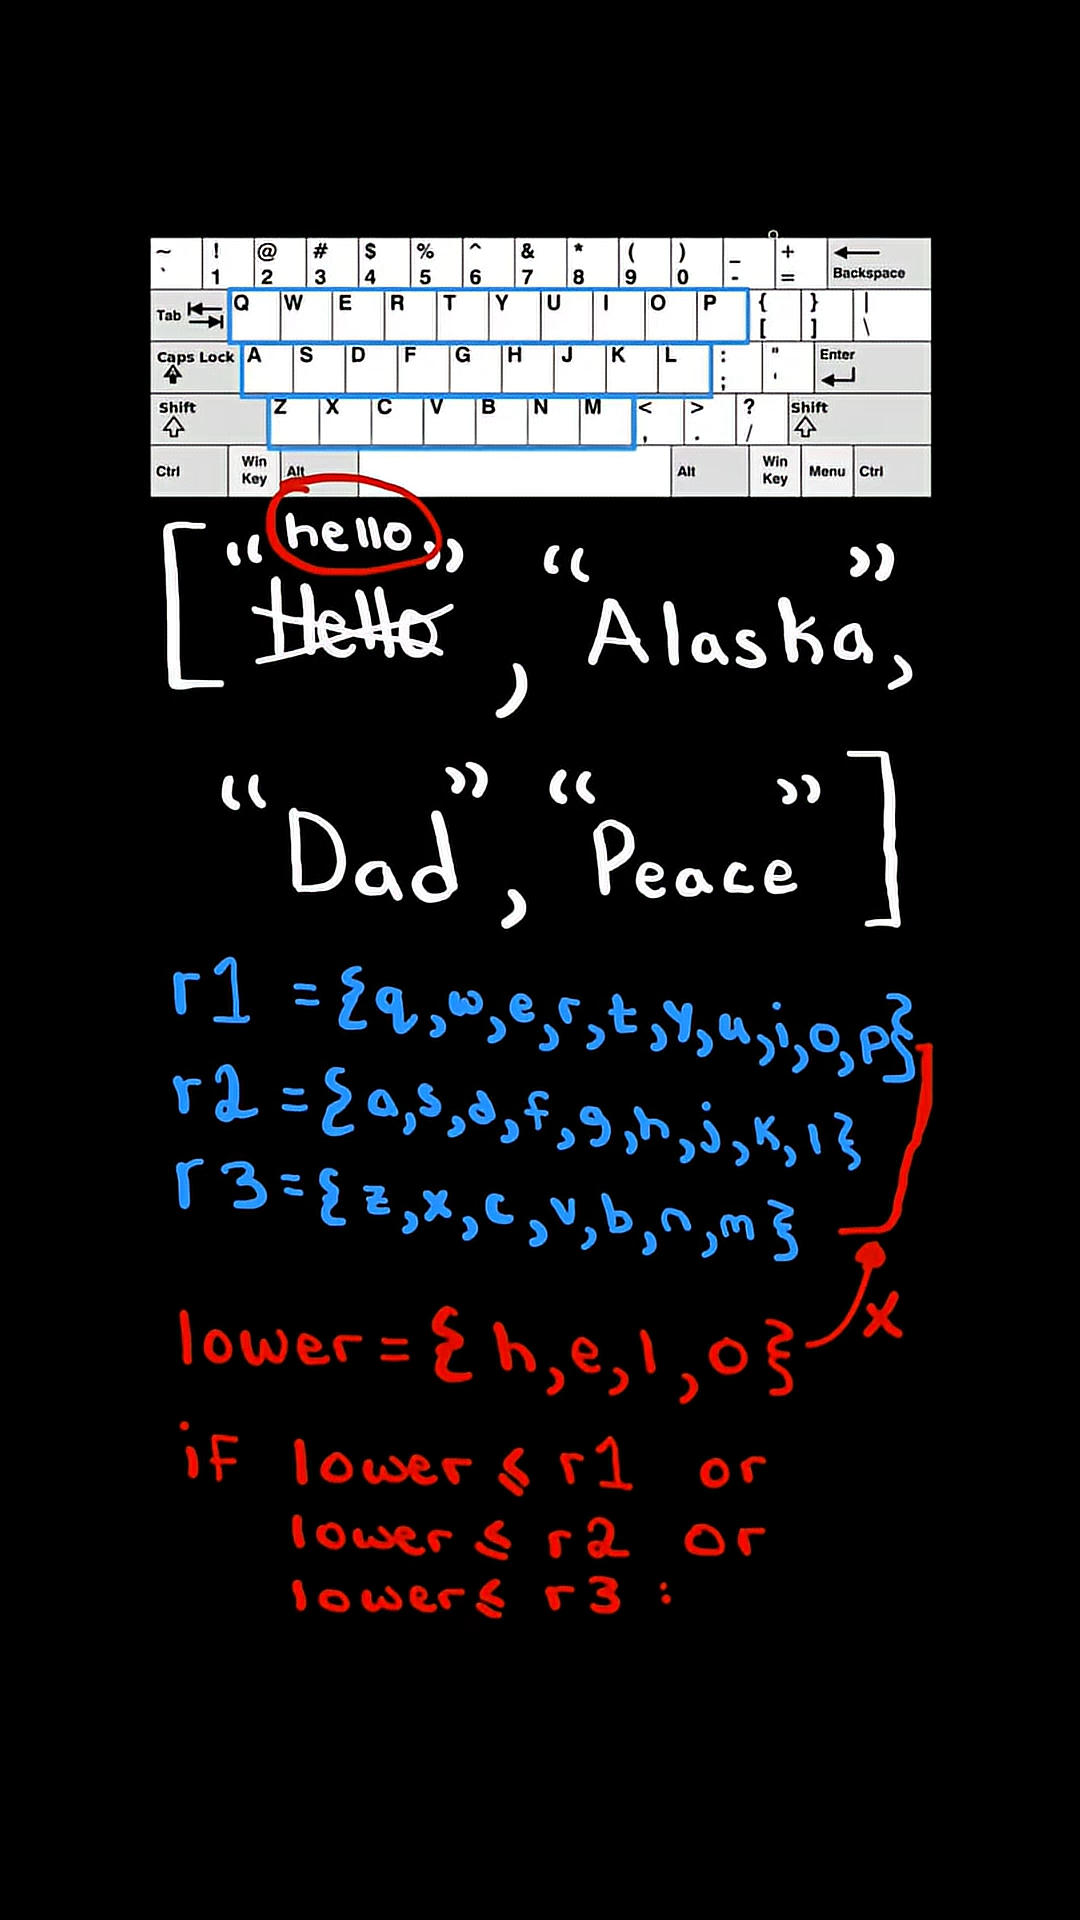 ~ ! @ # $ % ^ & * ( ) _ + Backspace
` 1 2 3 4 5 6 7 8 9 0 - =
Tab Q W E R T Y U I O P { } |
[ ] \
Caps Lock A S D F G H J K L : " Enter
; '
Shift Z X C V B N M < > ? Shift
, . /
Ctrl Win Key Alt Alt Win Key Menu Ctrl
["hello", "Alaska",
Hello
"Dad", "Peace"]
r1 = {q,w,e,r,t,y,u,i,o,p}
r2 = {a,s,d,f,g,h,j,k,l}
r3 = {z,x,c,v,b,n,m}
lower = {h,e,l,o} x
if lower ≤ r1 or
lower ≤ r2 or
lower ≤ r3 :